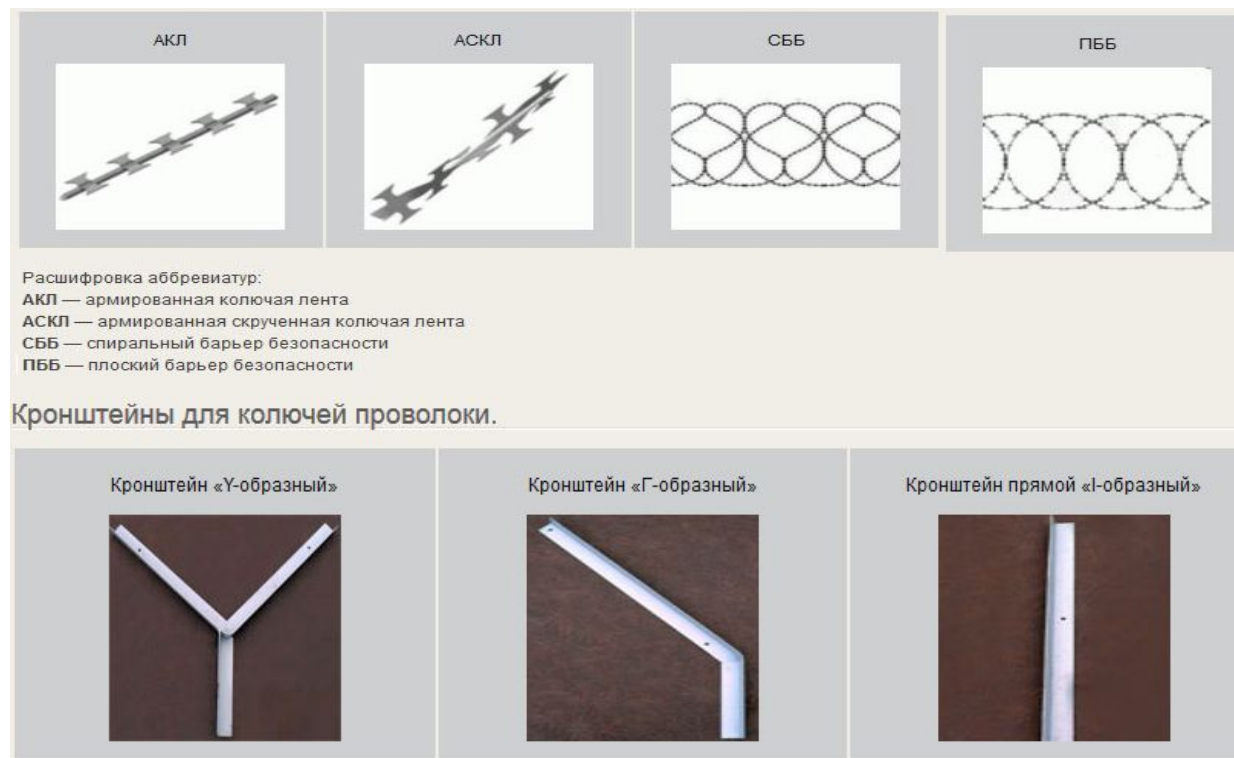 АКЛ
АСКЛ
СББ
ПББ
Расшифровка аббревиатур:
АКЛ — армированная колючая лента
АСКЛ — армированная скрученная колючая лента
СББ — спиральный барьер безопасности
ПББ — плоский барьер безопасности
Кронштейны для колючей проволоки.
Кронштейн «Y-образный»
Кронштейн «Г-образный»
Кронштейн прямой «I-образный»